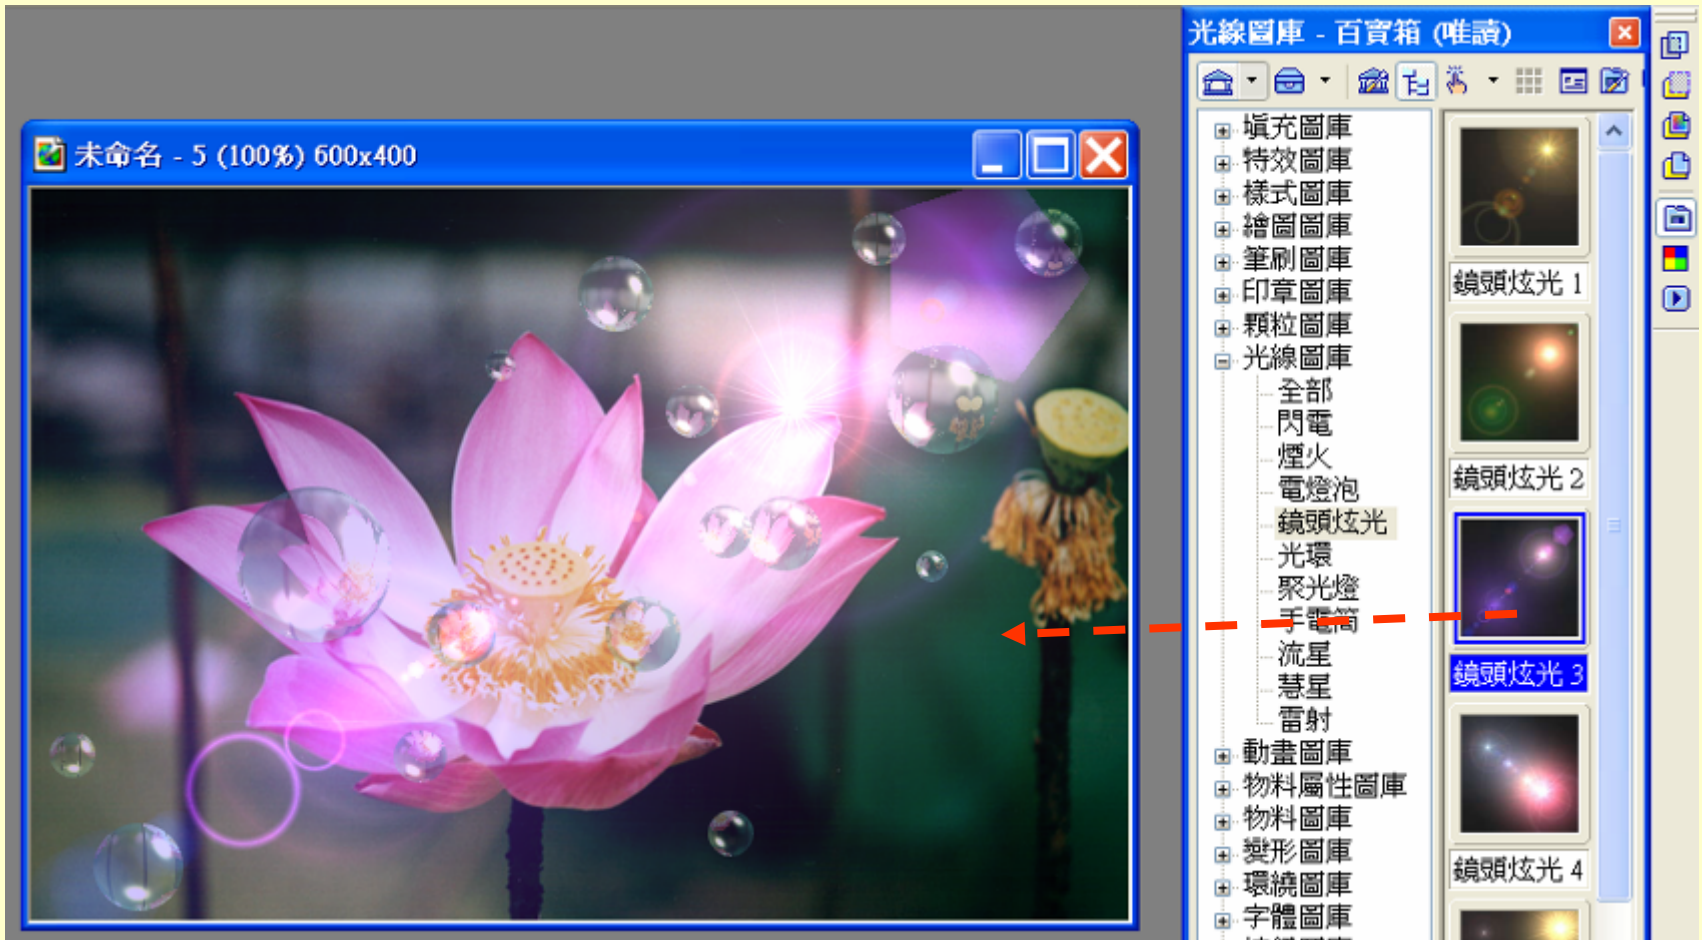 光線圖庫 - 百寶箱 (唯讀)
未命名 - 5 (100%) 600x400
填充圖庫
特效圖庫
樣式圖庫
繪圖圖庫
筆刷圖庫
印章圖庫
顆粒圖庫
光線圖庫
全部
閃電
煙火
電燈泡
鏡頭炫光
光環
聚光燈
手電筒
流星
慧星
雷射
動畫圖庫
物料屬性圖庫
物料圖庫
變形圖庫
環繞圖庫
字體圖庫
鏡頭炫光 1
鏡頭炫光 2
鏡頭炫光 3
鏡頭炫光 4